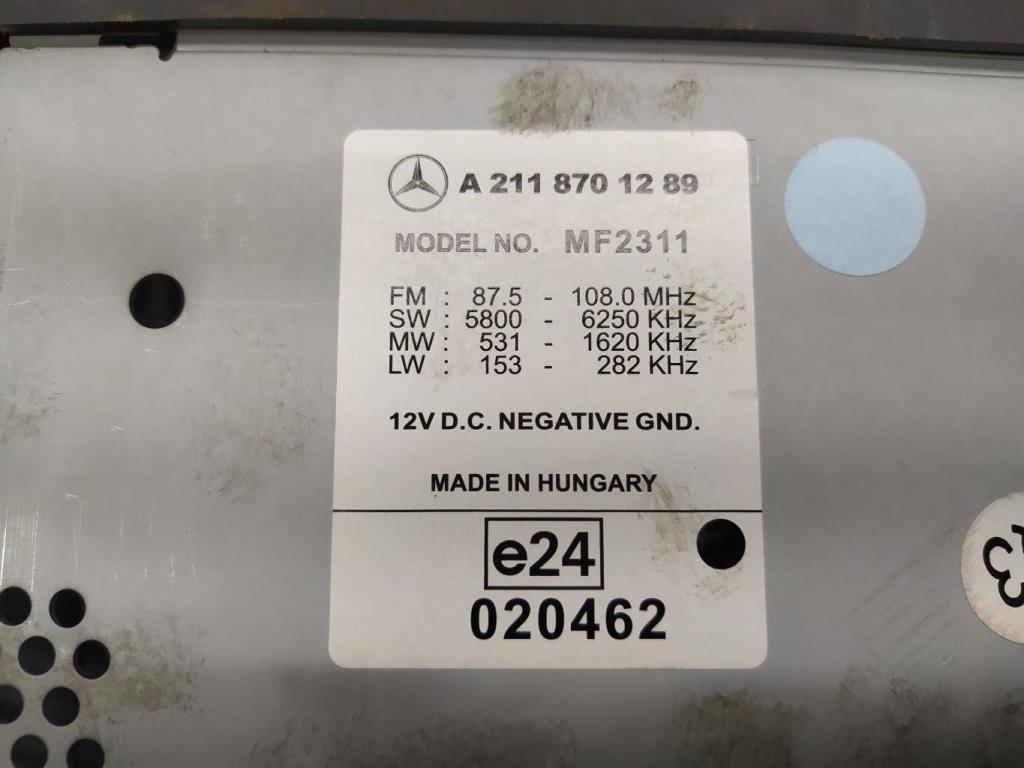 A 211 870 12 89
MODEL NO. MF2311
FM : 87.5 - 108.0 MHz
SW : 5800 - 6250 KHz
MW : 531 - 1620 KHz
LW : 153 - 282 KHz
12V D.C. NEGATIVE GND.
MADE IN HUNGARY
e24
020462